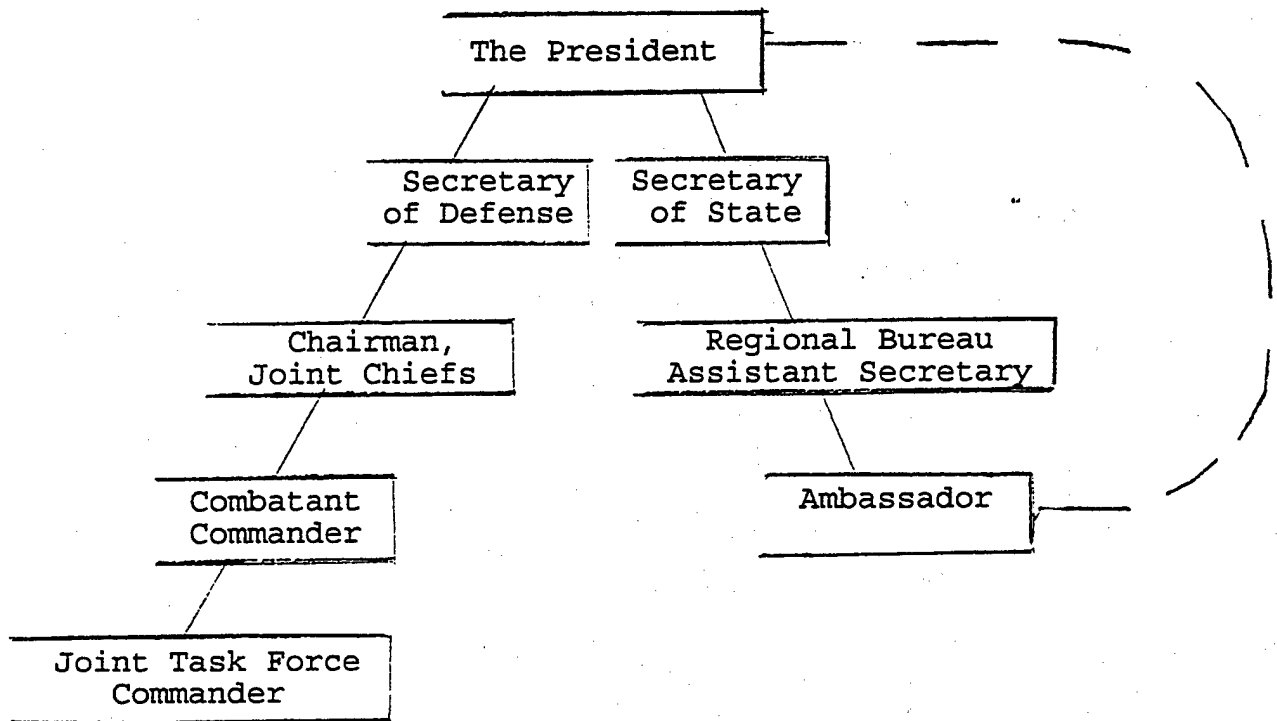 The President
Secretary
of Defense
Secretary
of State
Chairman,
Joint Chiefs
Regional Bureau
Assistant Secretary
Combatant
Commander
Ambassador
Joint Task Force
Commander